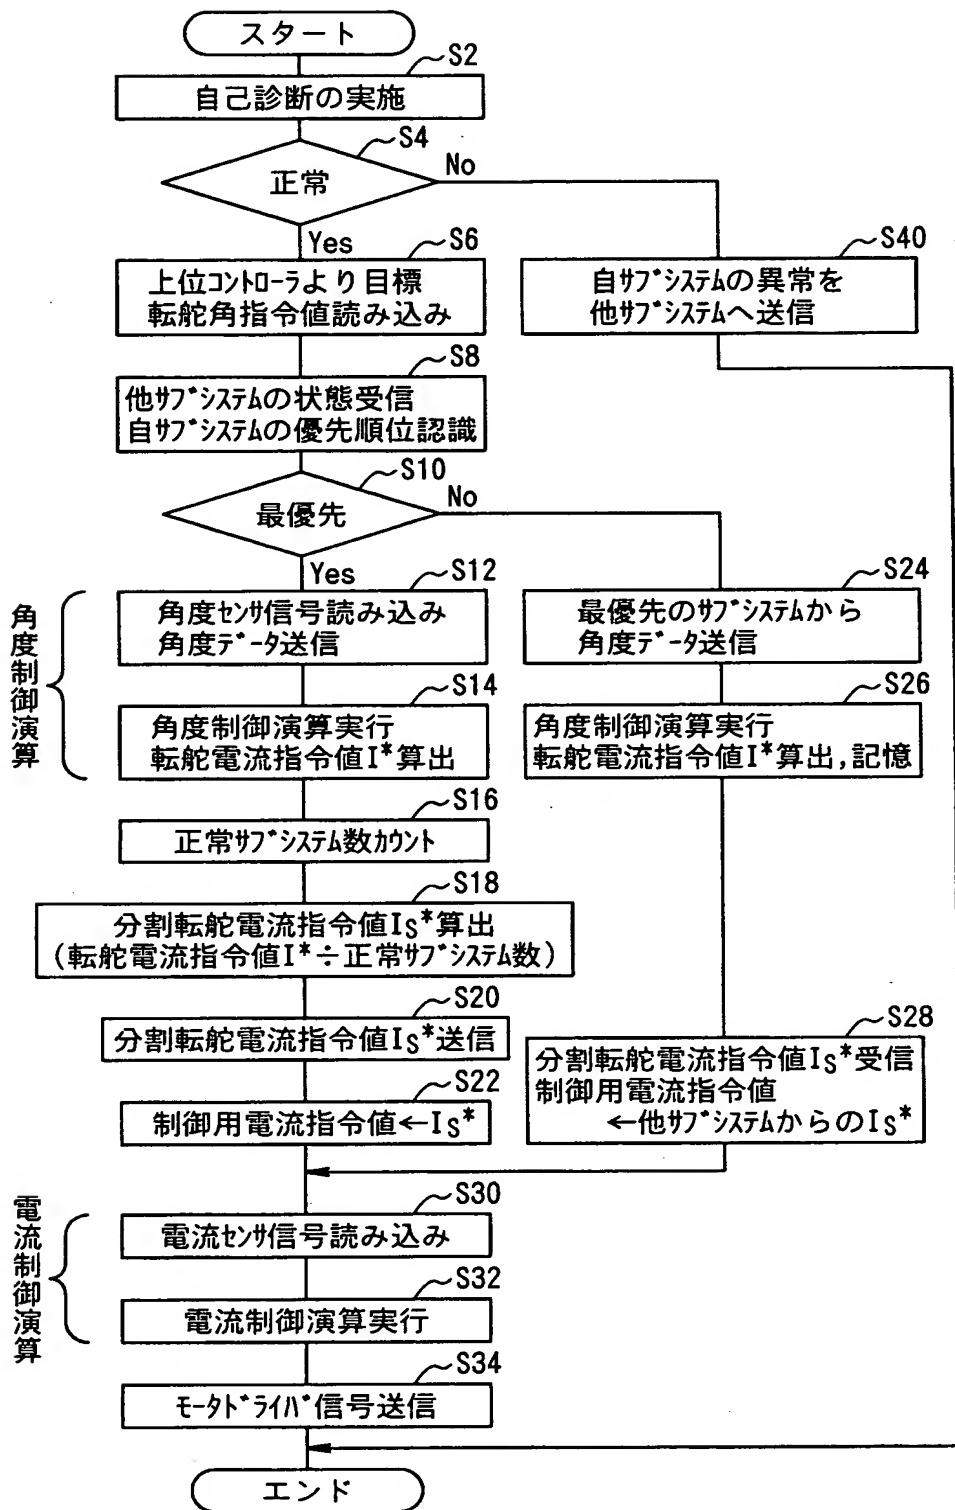 スタート
S2
自己診断の実施
S4
正常
No
Yes
S6
上位コントローラより目標
転舵角指令値読み込み
S40
自サブシステムの異常を
他サブシステムへ送信
S8
他サブシステムの状態受信
自サブシステムの優先順位認識
S10
最優先
No
Yes
角度制御演算
S12
角度センサ信号読み込み
角度データ送信
S24
最優先のサブシステムから
角度データ送信
S14
角度制御演算実行
転舵電流指令値I*算出
S26
角度制御演算実行
転舵電流指令値I*算出,記憶
S16
正常サブシステム数カウント
S18
分割転舵電流指令値Is*算出
(転舵電流指令値I*÷正常サブシステム数)
S20
分割転舵電流指令値Is*送信
S22
制御用電流指令値←Is*
S28
分割転舵電流指令値Is*受信
制御用電流指令値
←他サブシステムからのIs*
電流制御演算
S30
電流センサ信号読み込み
S32
電流制御演算実行
S34
モータドライバ信号送信
エンド